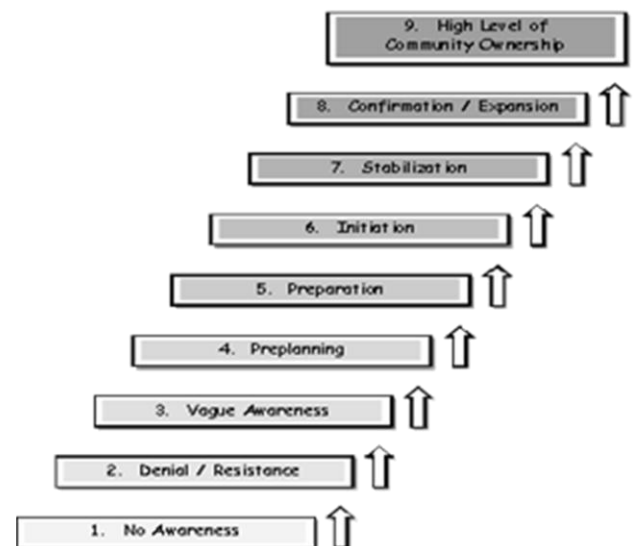 9. High Level of
Community Ownership
8. Confirmation / Expansion
7. Stabilization
6. Initiation
5. Preparation
4. Preplanning
3. Vague Awareness
2. Denial / Resistance
1. No Awareness